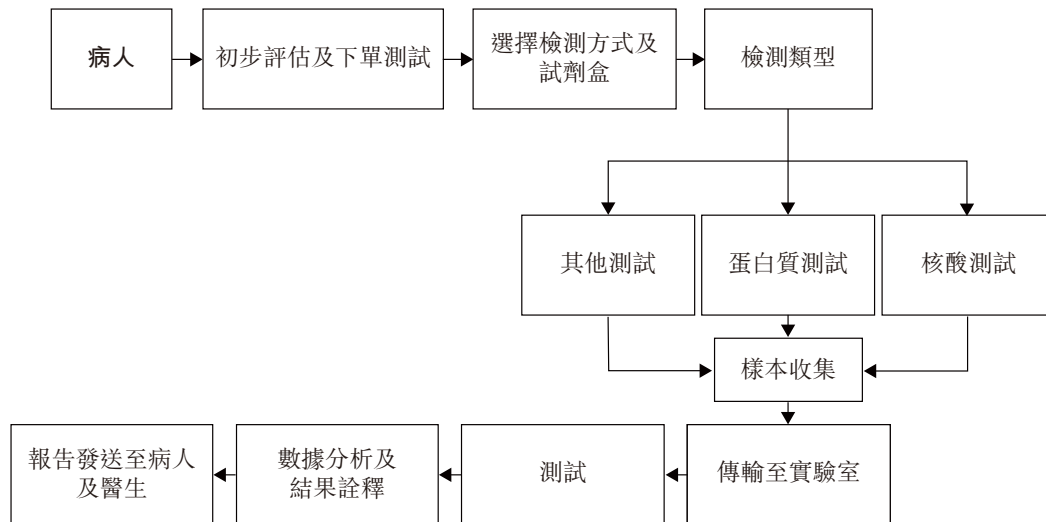 病人
初步評估及下單測試
選擇檢測方式及
試劑盒
檢測類型
其他測試
蛋白質測試
核酸測試
樣本收集
傳輸至實驗室
測試
數據分析及
結果詮釋
報告發送至病人
及醫生